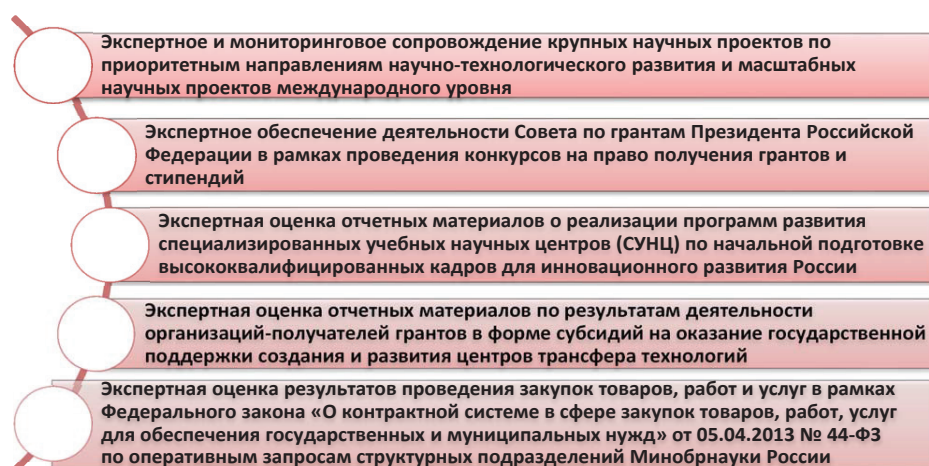 Экспертное и мониторинговое сопровождение крупных научных проектов по
приоритетным направлениям научно-технологического развития и масштабных
научных проектов международного уровня
Экспертное обеспечение деятельности Совета по грантам Президента Российской
Федерации в рамках проведения конкурсов на право получения грантов и
стипендий
Экспертная оценка отчетных материалов о реализации программ развития
специализированных учебных научных центров (СУНЦ) по начальной подготовке
высококвалифицированных кадров для инновационного развития России
Экспертная оценка отчетных материалов по результатам деятельности
организаций-получателей грантов в форме субсидий на оказание государственной
поддержки создания и развития центров трансфера технологий
Экспертная оценка результатов проведения закупок товаров, работ и услуг в рамках
Федерального закона «О контрактной системе в сфере закупок товаров, работ, услуг
для обеспечения государственных и муниципальных нужд» от 05.04.2013 № 44-ФЗ
по оперативным запросам структурных подразделений Минобрнауки России